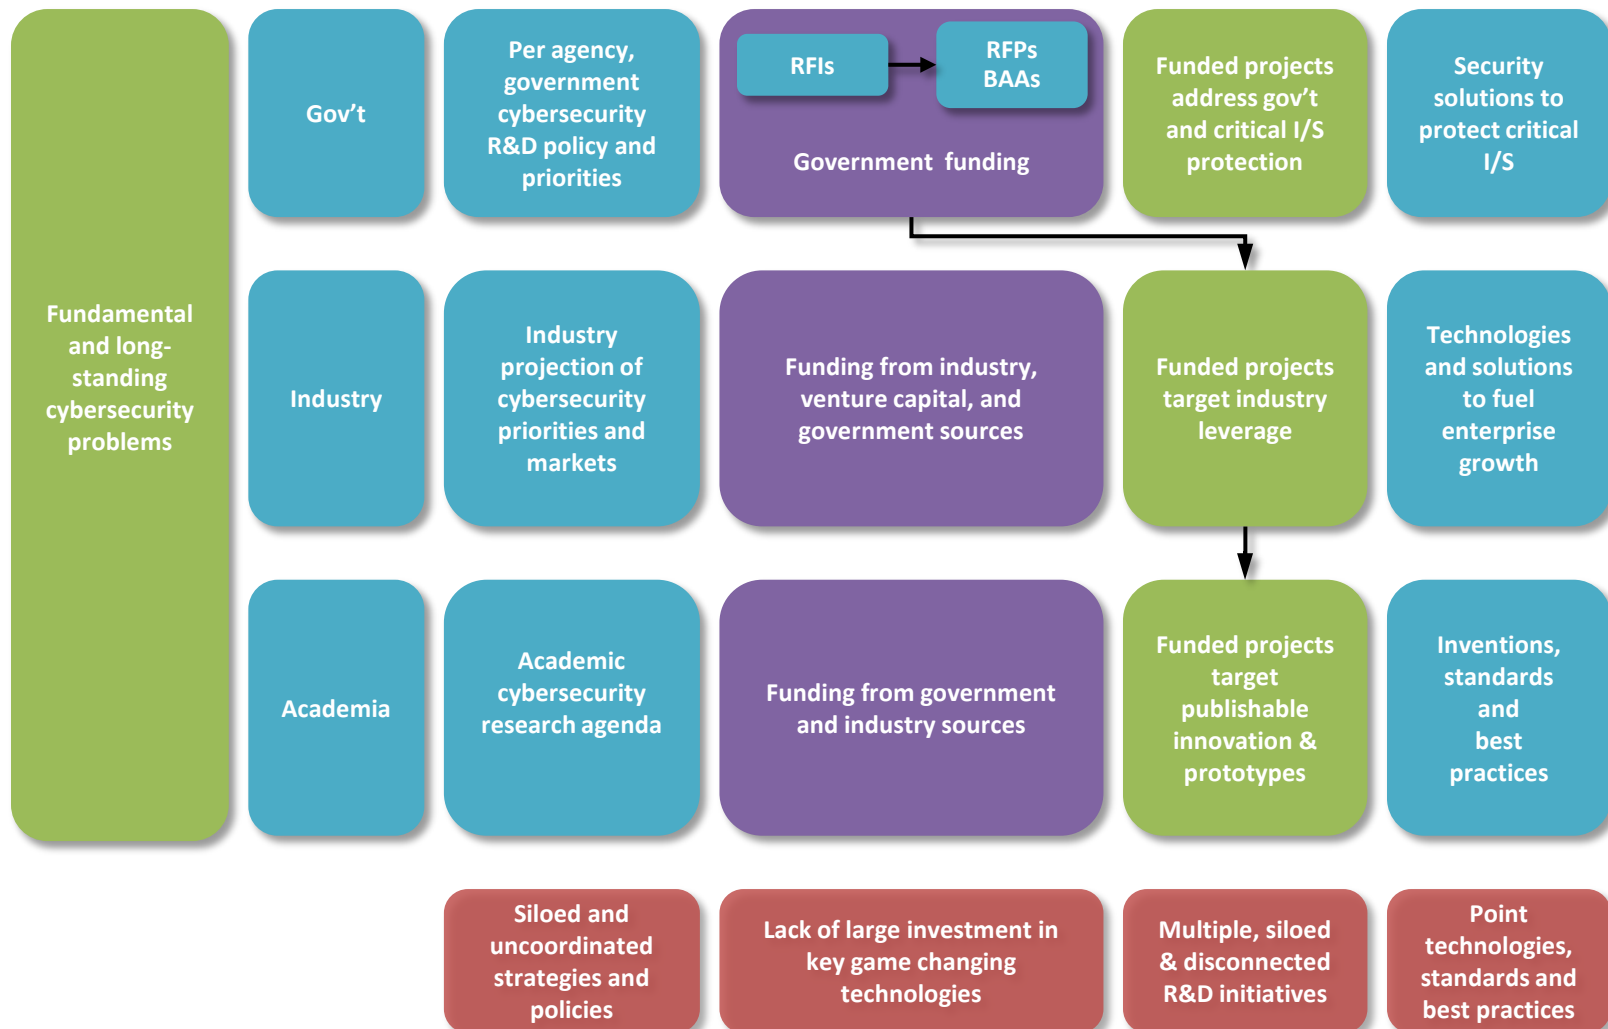 Fundamental
and long-
standing
cybersecurity
problems
Gov’t
Per agency,
government
cybersecurity
R&D policy and
priorities
RFIs
RFPs
BAAs
Government funding
Funded projects
address gov’t
and critical I/S
protection
Security
solutions to
protect critical
I/S
Industry
Industry
projection of
cybersecurity
priorities and
markets
Funding from industry,
venture capital, and
government sources
Funded projects
target industry
leverage
Technologies
and solutions
to fuel
enterprise
growth
Academia
Academic
cybersecurity
research agenda
Funding from government
and industry sources
Funded projects
target
publishable
innovation &
prototypes
Inventions,
standards
and
best
practices
Siloed and
uncoordinated
strategies and
policies
Lack of large investment in
key game changing
technologies
Multiple, siloed
& disconnected
R&D initiatives
Point
technologies,
standards and
best practices